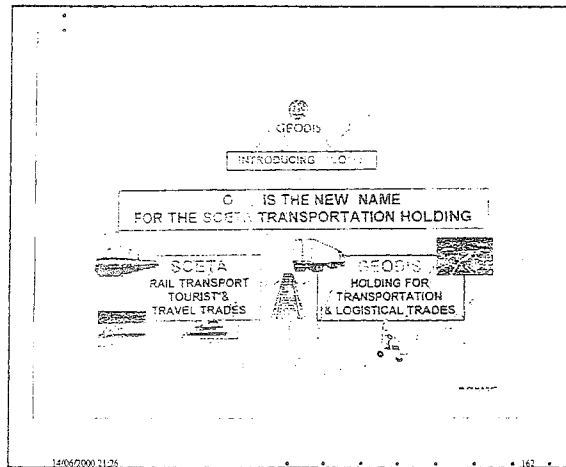 GEODIS
INTRODUCING
IS THE NEW NAME
FOR THE SCETA TRANSPORTATION HOLDING
SCETA
RAIL TRANSPORT
TOURIST &
TRAVEL TRADES
GEODIS
HOLDING FOR
TRANSPORTATION
& LOGISTICAL TRADES
14/06/2000 21:26
162